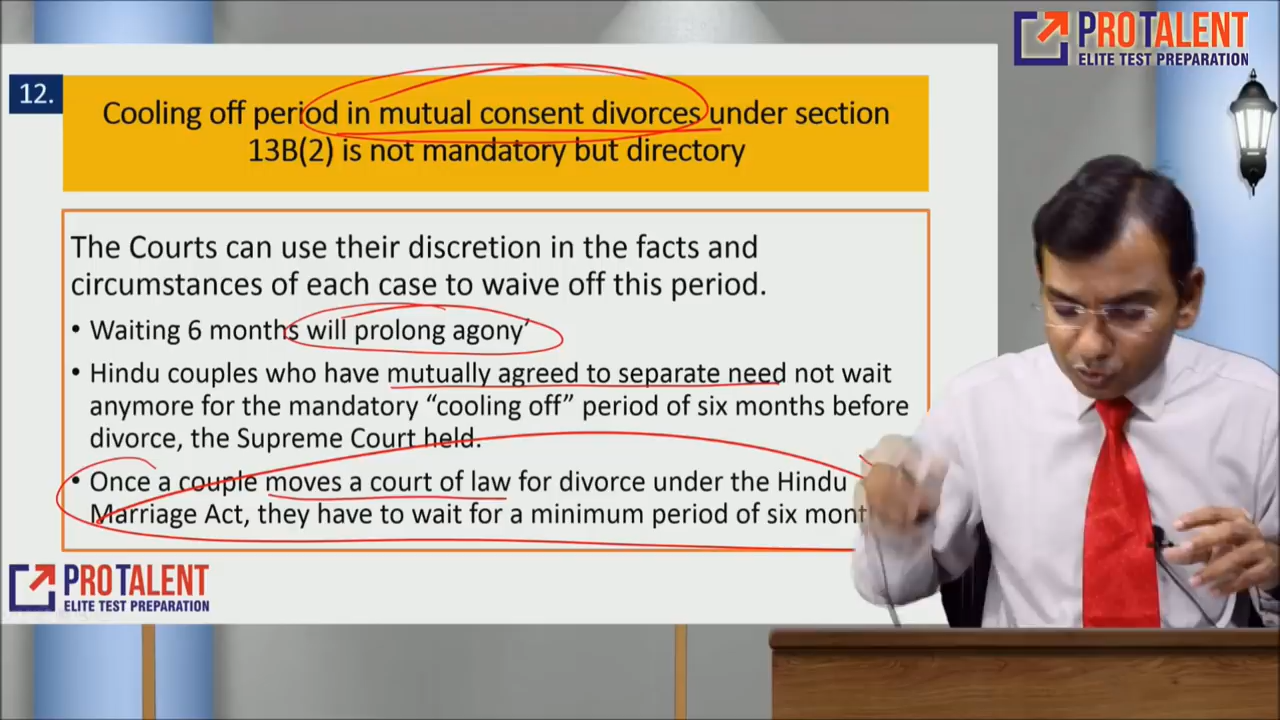 PROTALENT
ELITE TEST PREPARATION
12.
Cooling off period in mutual consent divorces under section
13B(2) is not mandatory but directory
The Courts can use their discretion in the facts and
circumstances of each case to waive off this period.
• Waiting 6 months will prolong agony’
• Hindu couples who have mutually agreed to separate need not wait
anymore for the mandatory “cooling off” period of six months before
divorce, the Supreme Court held.
• Once a couple moves a court of law for divorce under the Hindu
Marriage Act, they have to wait for a minimum period of six
PROTALENT
ELITE TEST PREPARATION